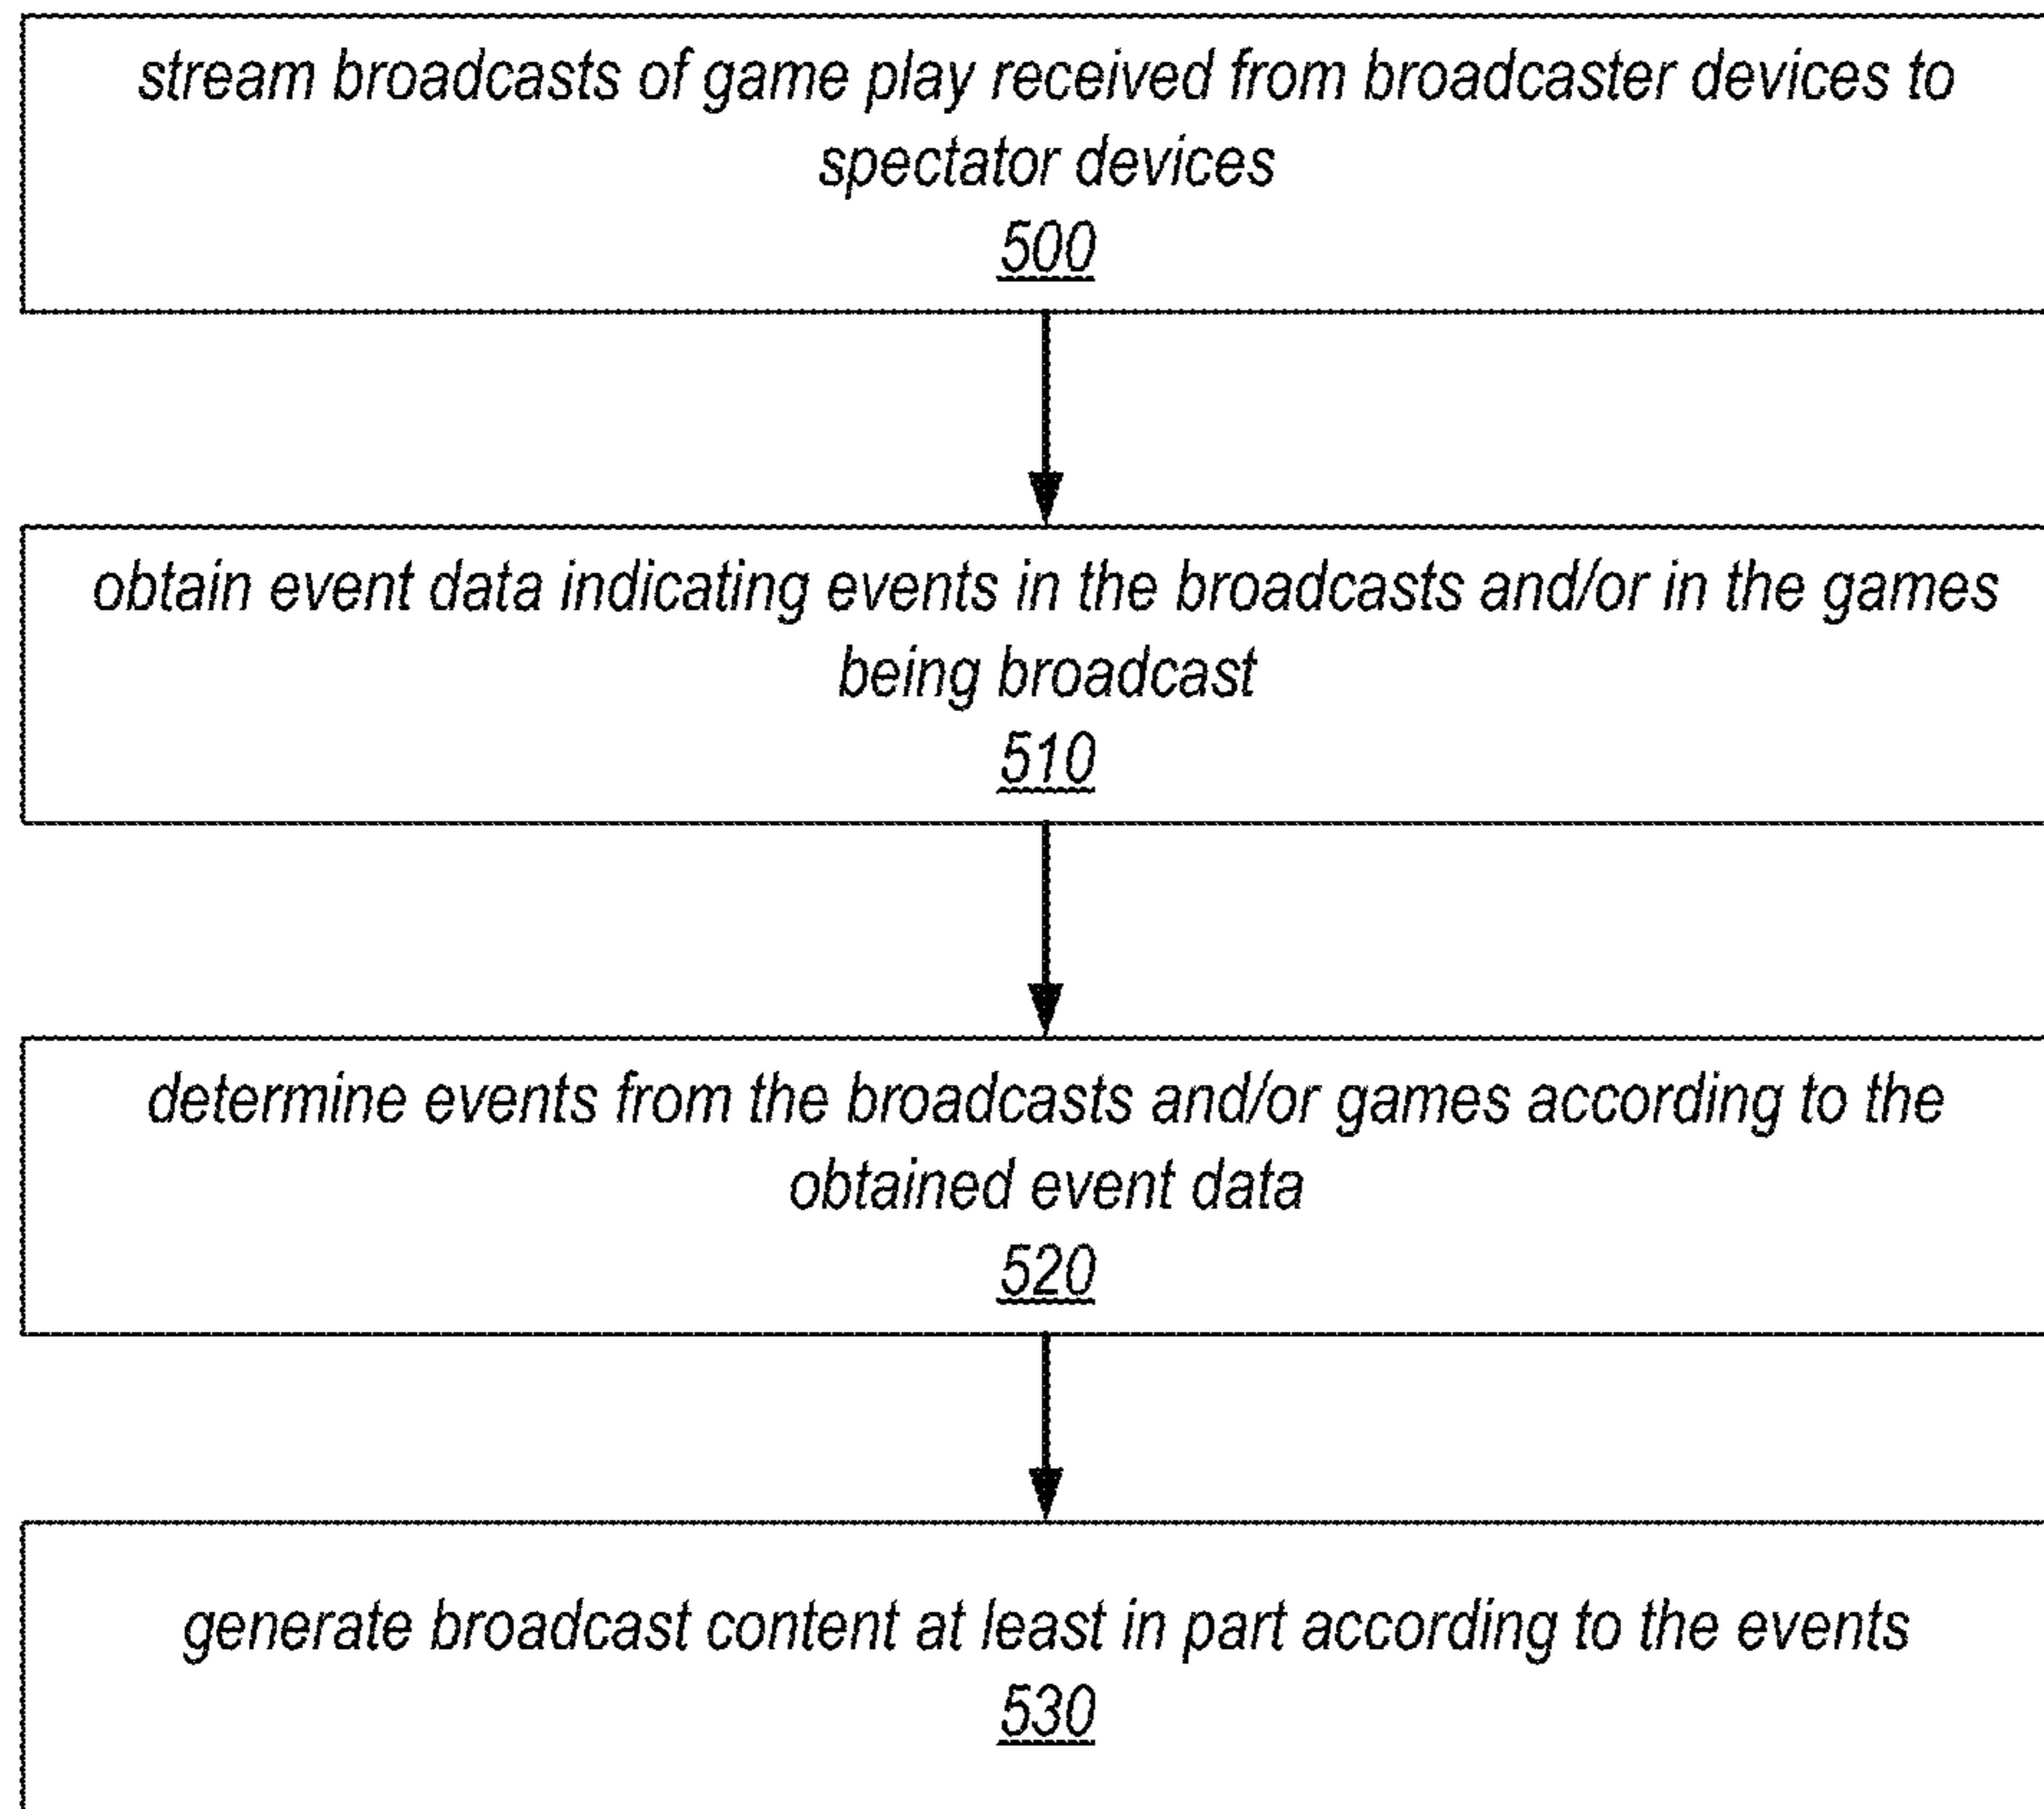 stream broadcasts of game play received from broadcaster devices to
spectator devices
500
obtain event data indicating events in the broadcasts and/or in the games
being broadcast
510
determine events from the broadcasts and/or games according to the
obtained event data
520
generate broadcast content at least in part according to the events
530